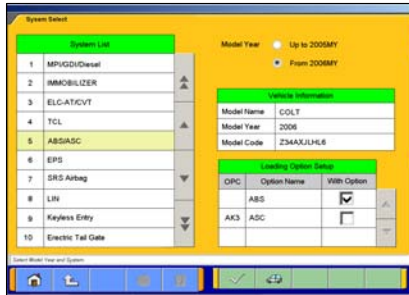 Sysem Select
System List
1 MPI/GDI/Diesel
2 IMMOBILIZER
3 ELC-AT/CVT
4 TCL
5 ABS/ASC
6 EPS
7 SRS Airbag
8 LIN
9 Keyless Entry
10 Erectric Tail Gate
Model Year
Up to 2005MY
From 2006MY
Vehicle Information
Model Name COLT
Model Year 2006
Model Code Z34AXJLHL6
Loading Option Setup
OPC Option Name With Option
ABS
AK3 ASC
Select Model Year and System